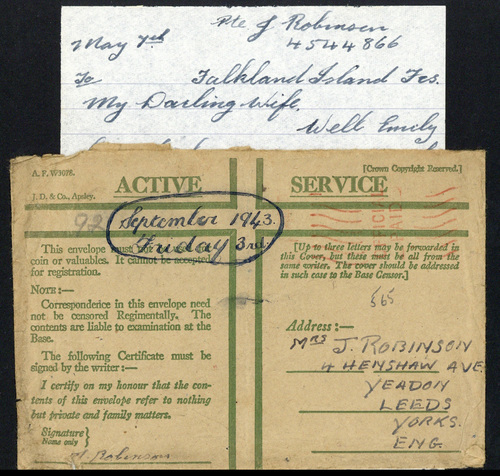 Pte J Robinson
4544866
May 7th
To Falkland Island Fcs.
My Darling Wife.
Well Emily
A. F. W3078.
[Crown Copyright Reserved.]
J. D. & Co., Apsley.
ACTIVE SERVICE
92
September 1943.
Friday 3rd
This envelope must not be used for
coin or valuables. It cannot be accepted
for registration.
NOTE:—
Correspondence in this envelope need
not be censored Regimentally. The
contents are liable to examination at the
Base.
The following Certificate must be
signed by the writer:—
I certify on my honour that the con-
tents of this envelope refer to nothing
but private and family matters.
Signature
Name only
J. Robinson
[Up to three letters may be forwarded in
this Cover, but these must be all from the
same writer. The cover should be addressed
in such case to the Base Censor.]
565
Address:—
MRS J. ROBINSON
4 HENSHAW AVE
YEADON
LEEDS
YORKS.
ENG.